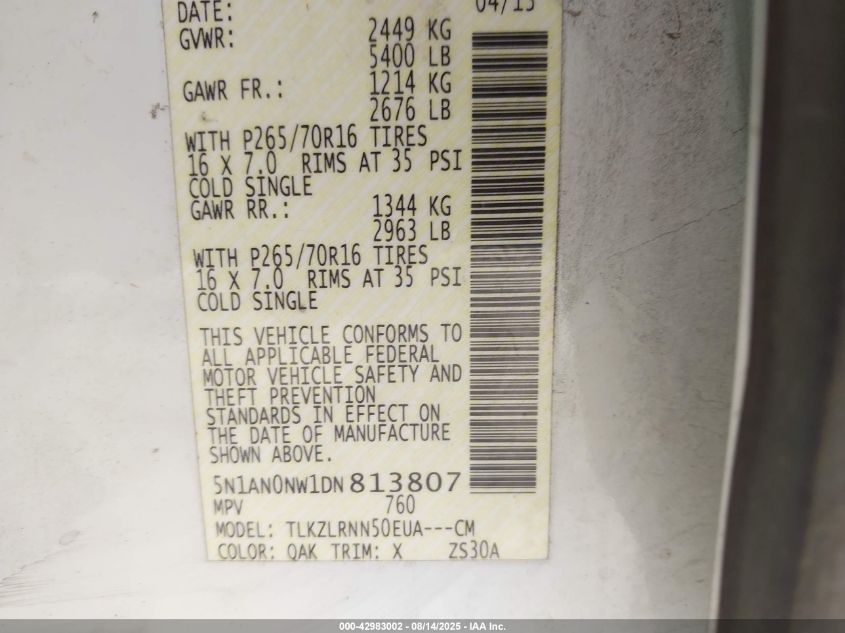 DATE: 04/13
GVWR: 2449 KG
5400 LB
GAWR FR.: 1214 KG
2676 LB
WITH P265/70R16 TIRES
16 X 7.0 RIMS AT 35 PSI
COLD SINGLE
GAWR RR.: 1344 KG
2963 LB
WITH P265/70R16 TIRES
16 X 7.0 RIMS AT 35 PSI
COLD SINGLE
THIS VEHICLE CONFORMS TO
ALL APPLICABLE FEDERAL
MOTOR VEHICLE SAFETY AND
THEFT PREVENTION
STANDARDS IN EFFECT ON
THE DATE OF MANUFACTURE
SHOWN ABOVE.
5N1AN0NW1DN813807
MPV 760
MODEL: TLKZLRNN50EUA---CM
COLOR: QAK TRIM: X ZS30A
000-42983002 - 08/14/2025 - IAA Inc.